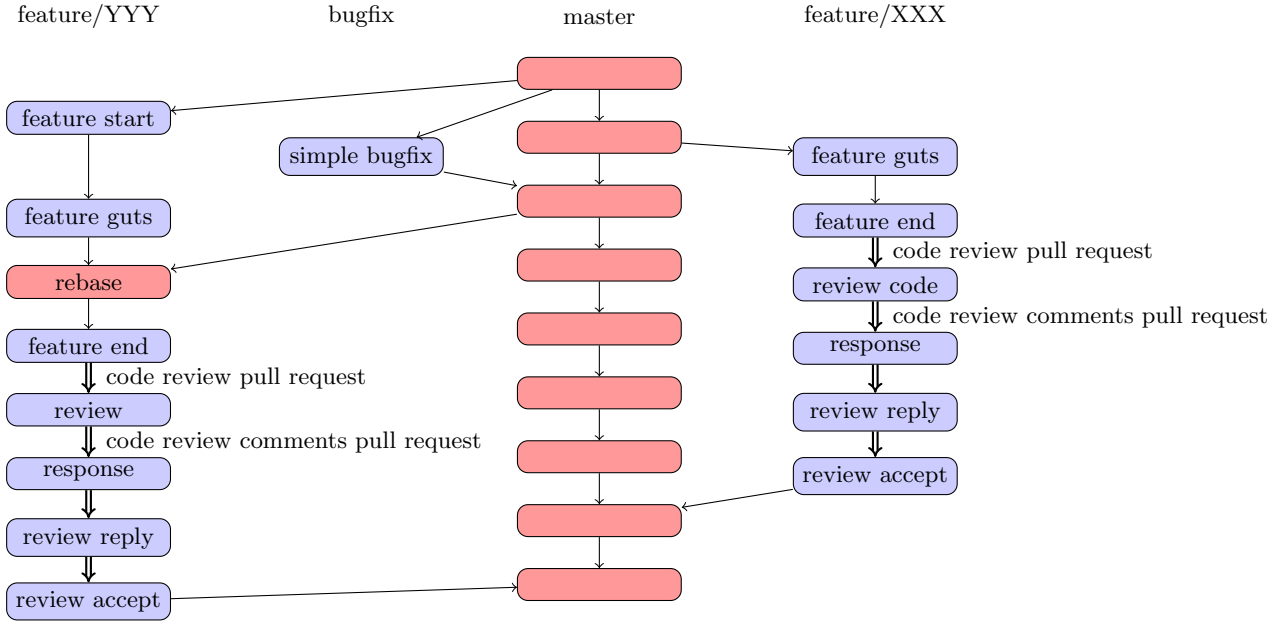 feature/YYY
bugfix
master
feature/XXX
feature start
simple bugfix
feature guts
feature guts
feature end
code review pull request
rebase
review code
code review comments pull request
feature end
response
code review pull request
review
review reply
code review comments pull request
response
review accept
review reply
review accept